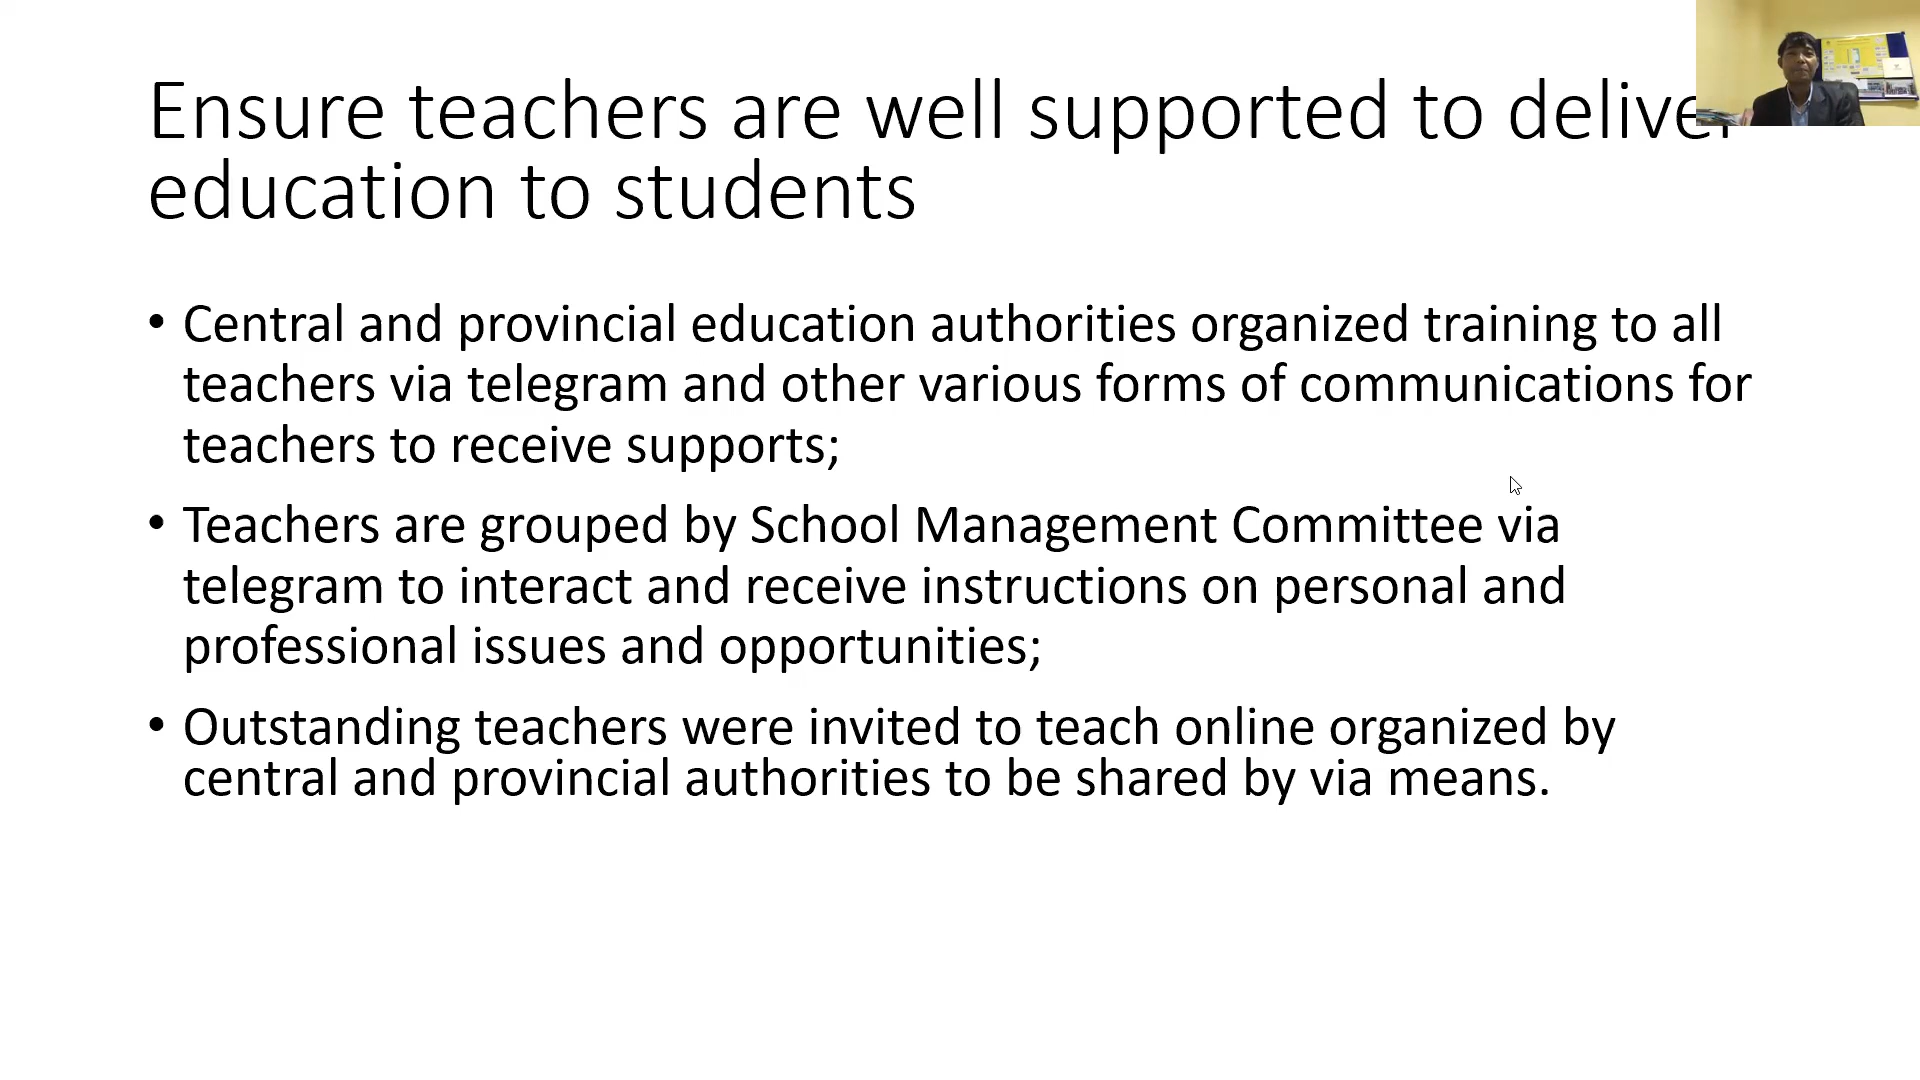 Ensure teachers are well supported to deliver
education to students
• Central and provincial education authorities organized training to all
teachers via telegram and other various forms of communications for
teachers to receive supports;
• Teachers are grouped by School Management Committee via
telegram to interact and receive instructions on personal and
professional issues and opportunities;
• Outstanding teachers were invited to teach online organized by
central and provincial authorities to be shared by via means.